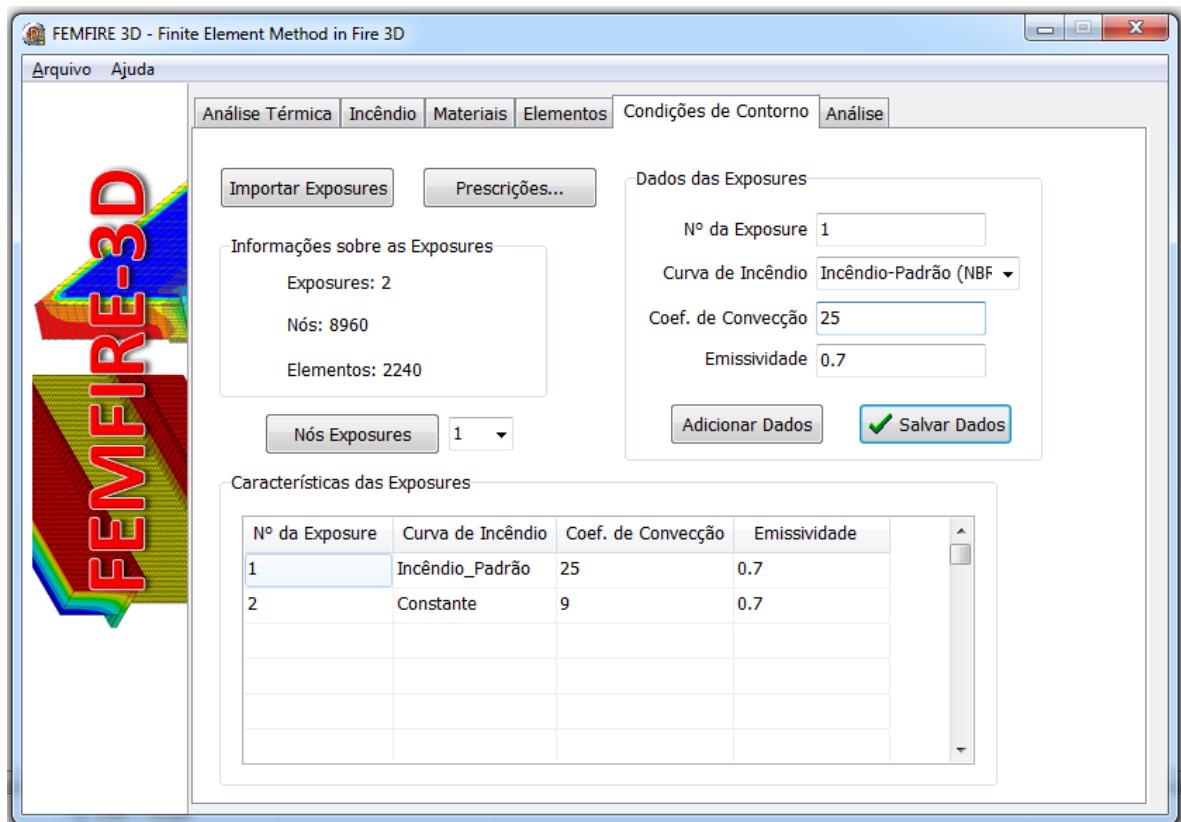 FEMFIRE 3D - Finite Element Method in Fire 3D
Arquivo Ajuda
FEMFIRE-3D
Análise Térmica Incêndio Materiais Elementos Condições de Contorno Análise
Importar Exposures Prescrições...
Informações sobre as Exposures
Exposures: 2
Nós: 8960
Elementos: 2240
Nós Exposures 1
Dados das Exposures
Nº da Exposure 1
Curva de Incêndio Incêndio-Padrão (NBR
Coef. de Convecção 25
Emissividade 0.7
Adicionar Dados Salvar Dados
Características das Exposures
Nº da Exposure Curva de Incêndio Coef. de Convecção Emissividade
1 Incêndio_Padrão 25 0.7
2 Constante 9 0.7